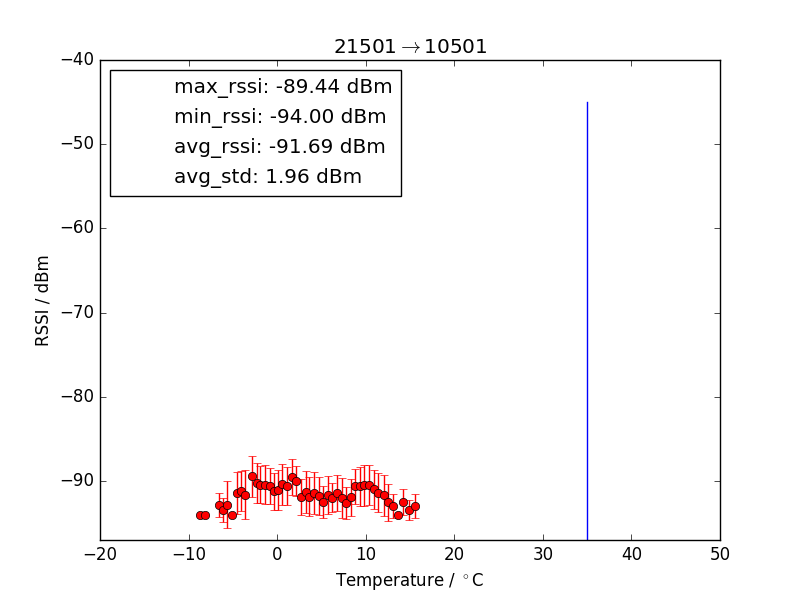 21501→10501
max_rssi: -89.44 dBm
min_rssi: -94.00 dBm
avg_rssi: -91.69 dBm
avg_std: 1.96 dBm
RSSI / dBm
−40
−50
−60
−70
−80
−90
−20 −10 0 10 20 30 40 50
Temperature / °C